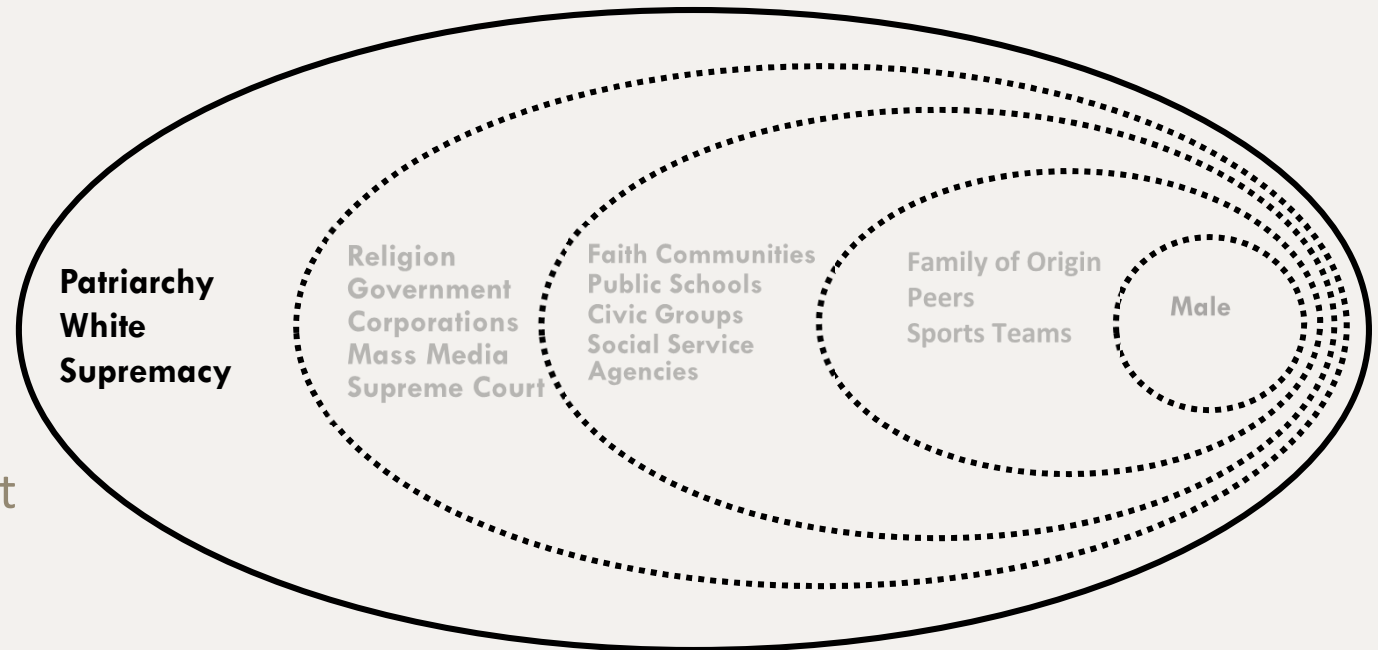 Patriarchy
White
Supremacy
Religion
Government
Corporations
Mass Media
Supreme Court
Faith Communities
Public Schools
Civic Groups
Social Service
Agencies
Family of Origin
Peers
Sports Teams
Male
t